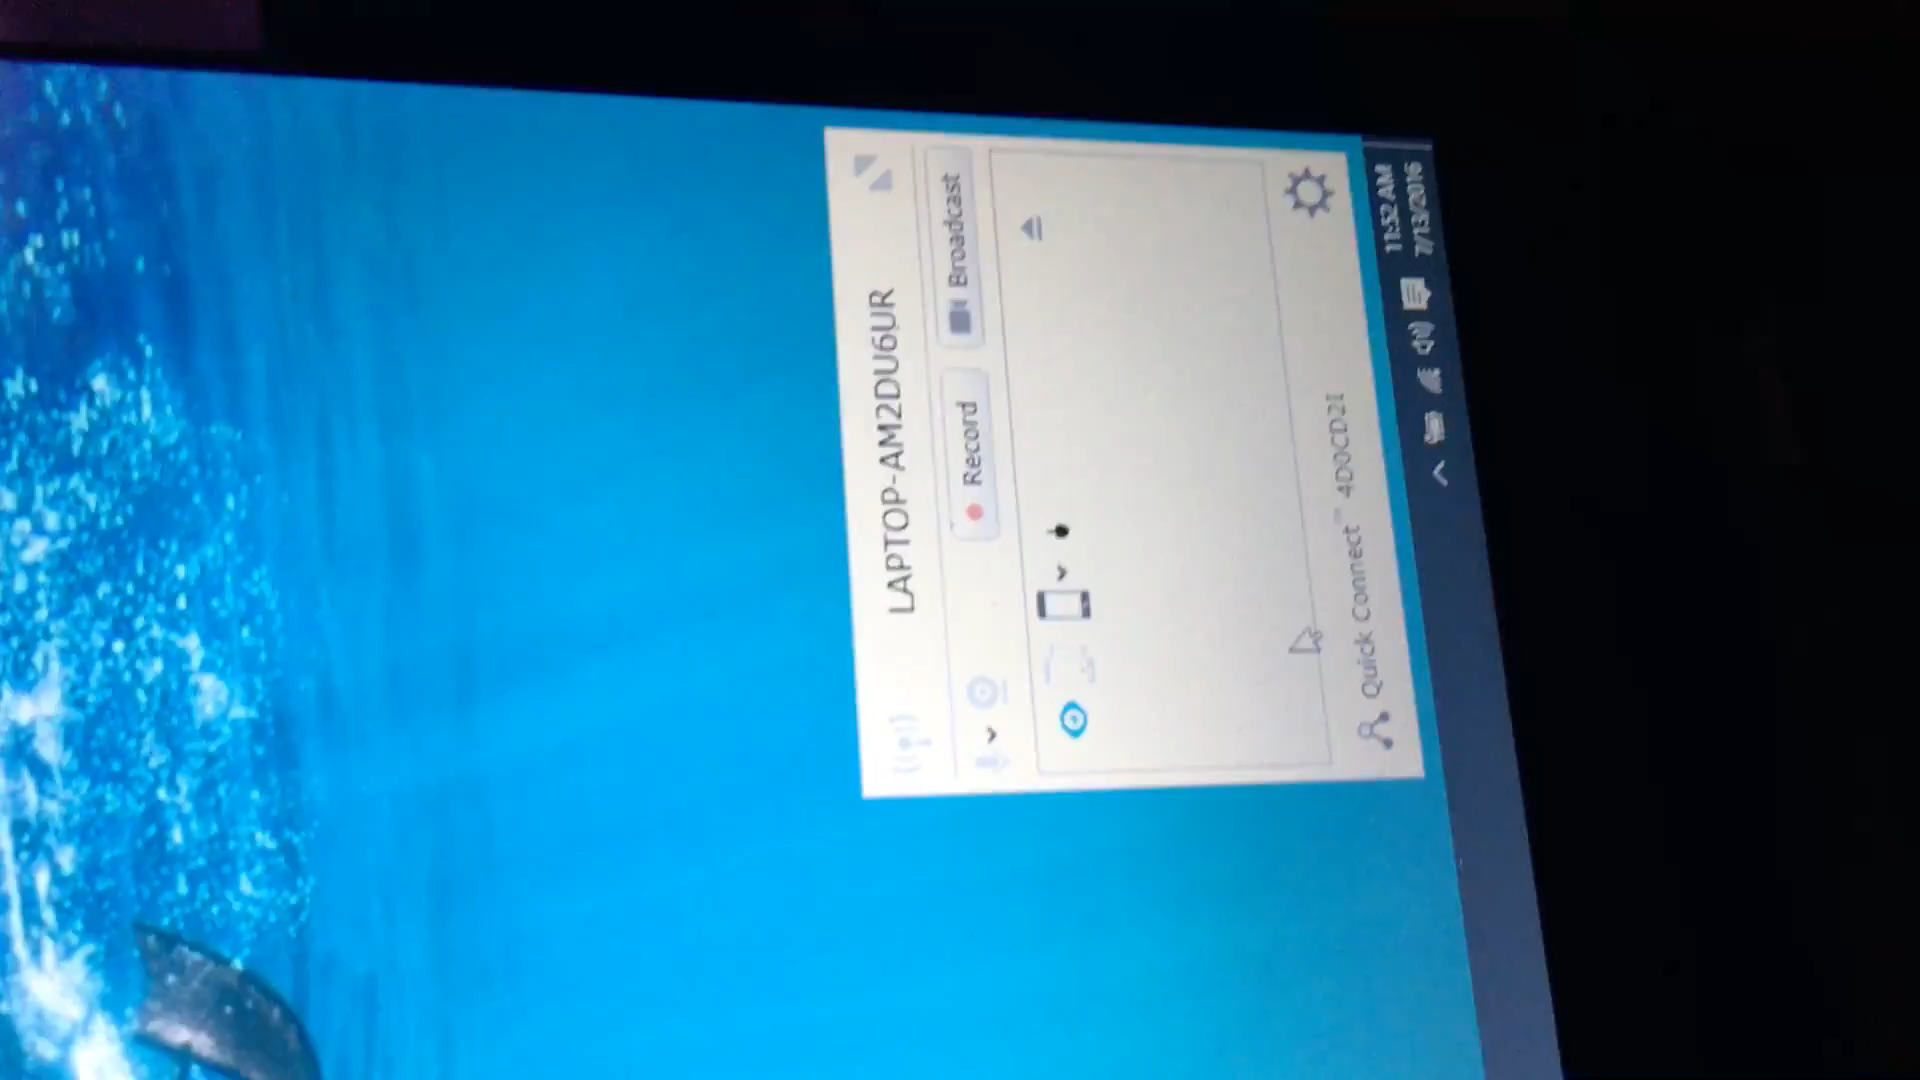 LAPTOP-AM2DU6UR
Record
Broadcast
Quick Connect™ 4D0CD21
11:52 AM
7/13/2016